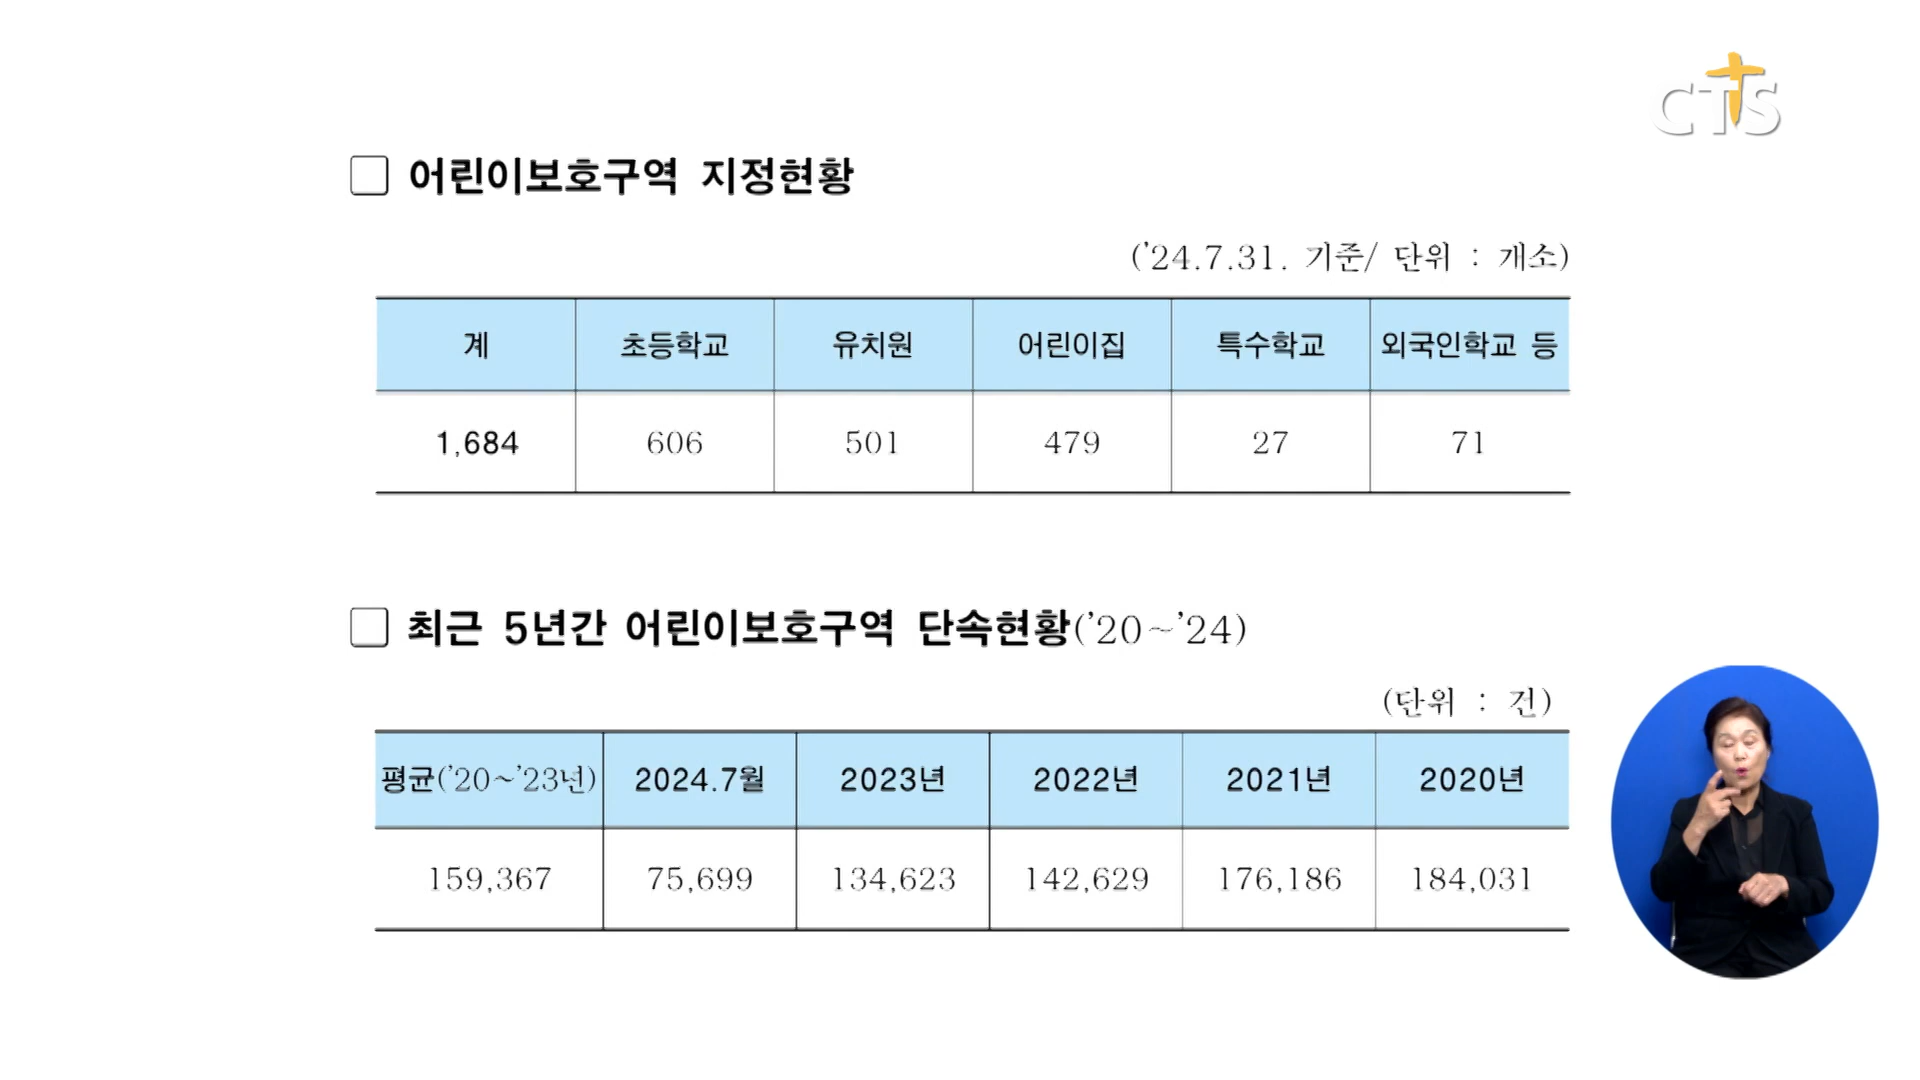 CTS
□ 어린이보호구역 지정현황
('24.7.31. 기준/ 단위 : 개소)
계 초등학교 유치원 어린이집 특수학교 외국인학교 등
1,684 606 501 479 27 71
□ 최근 5년간 어린이보호구역 단속현황('20~'24)
(단위 : 건)
평균('20~'23년) 2024.7월 2023년 2022년 2021년 2020년
159,367 75,699 134,623 142,629 176,186 184,031